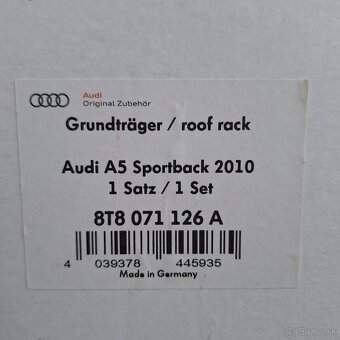 Audi
Original Zubehör
Grundträger / roof rack
Audi A5 Sportback 2010
1 Satz / 1 Set
8T8 071 126 A
4 039378 445935
Made in Germany